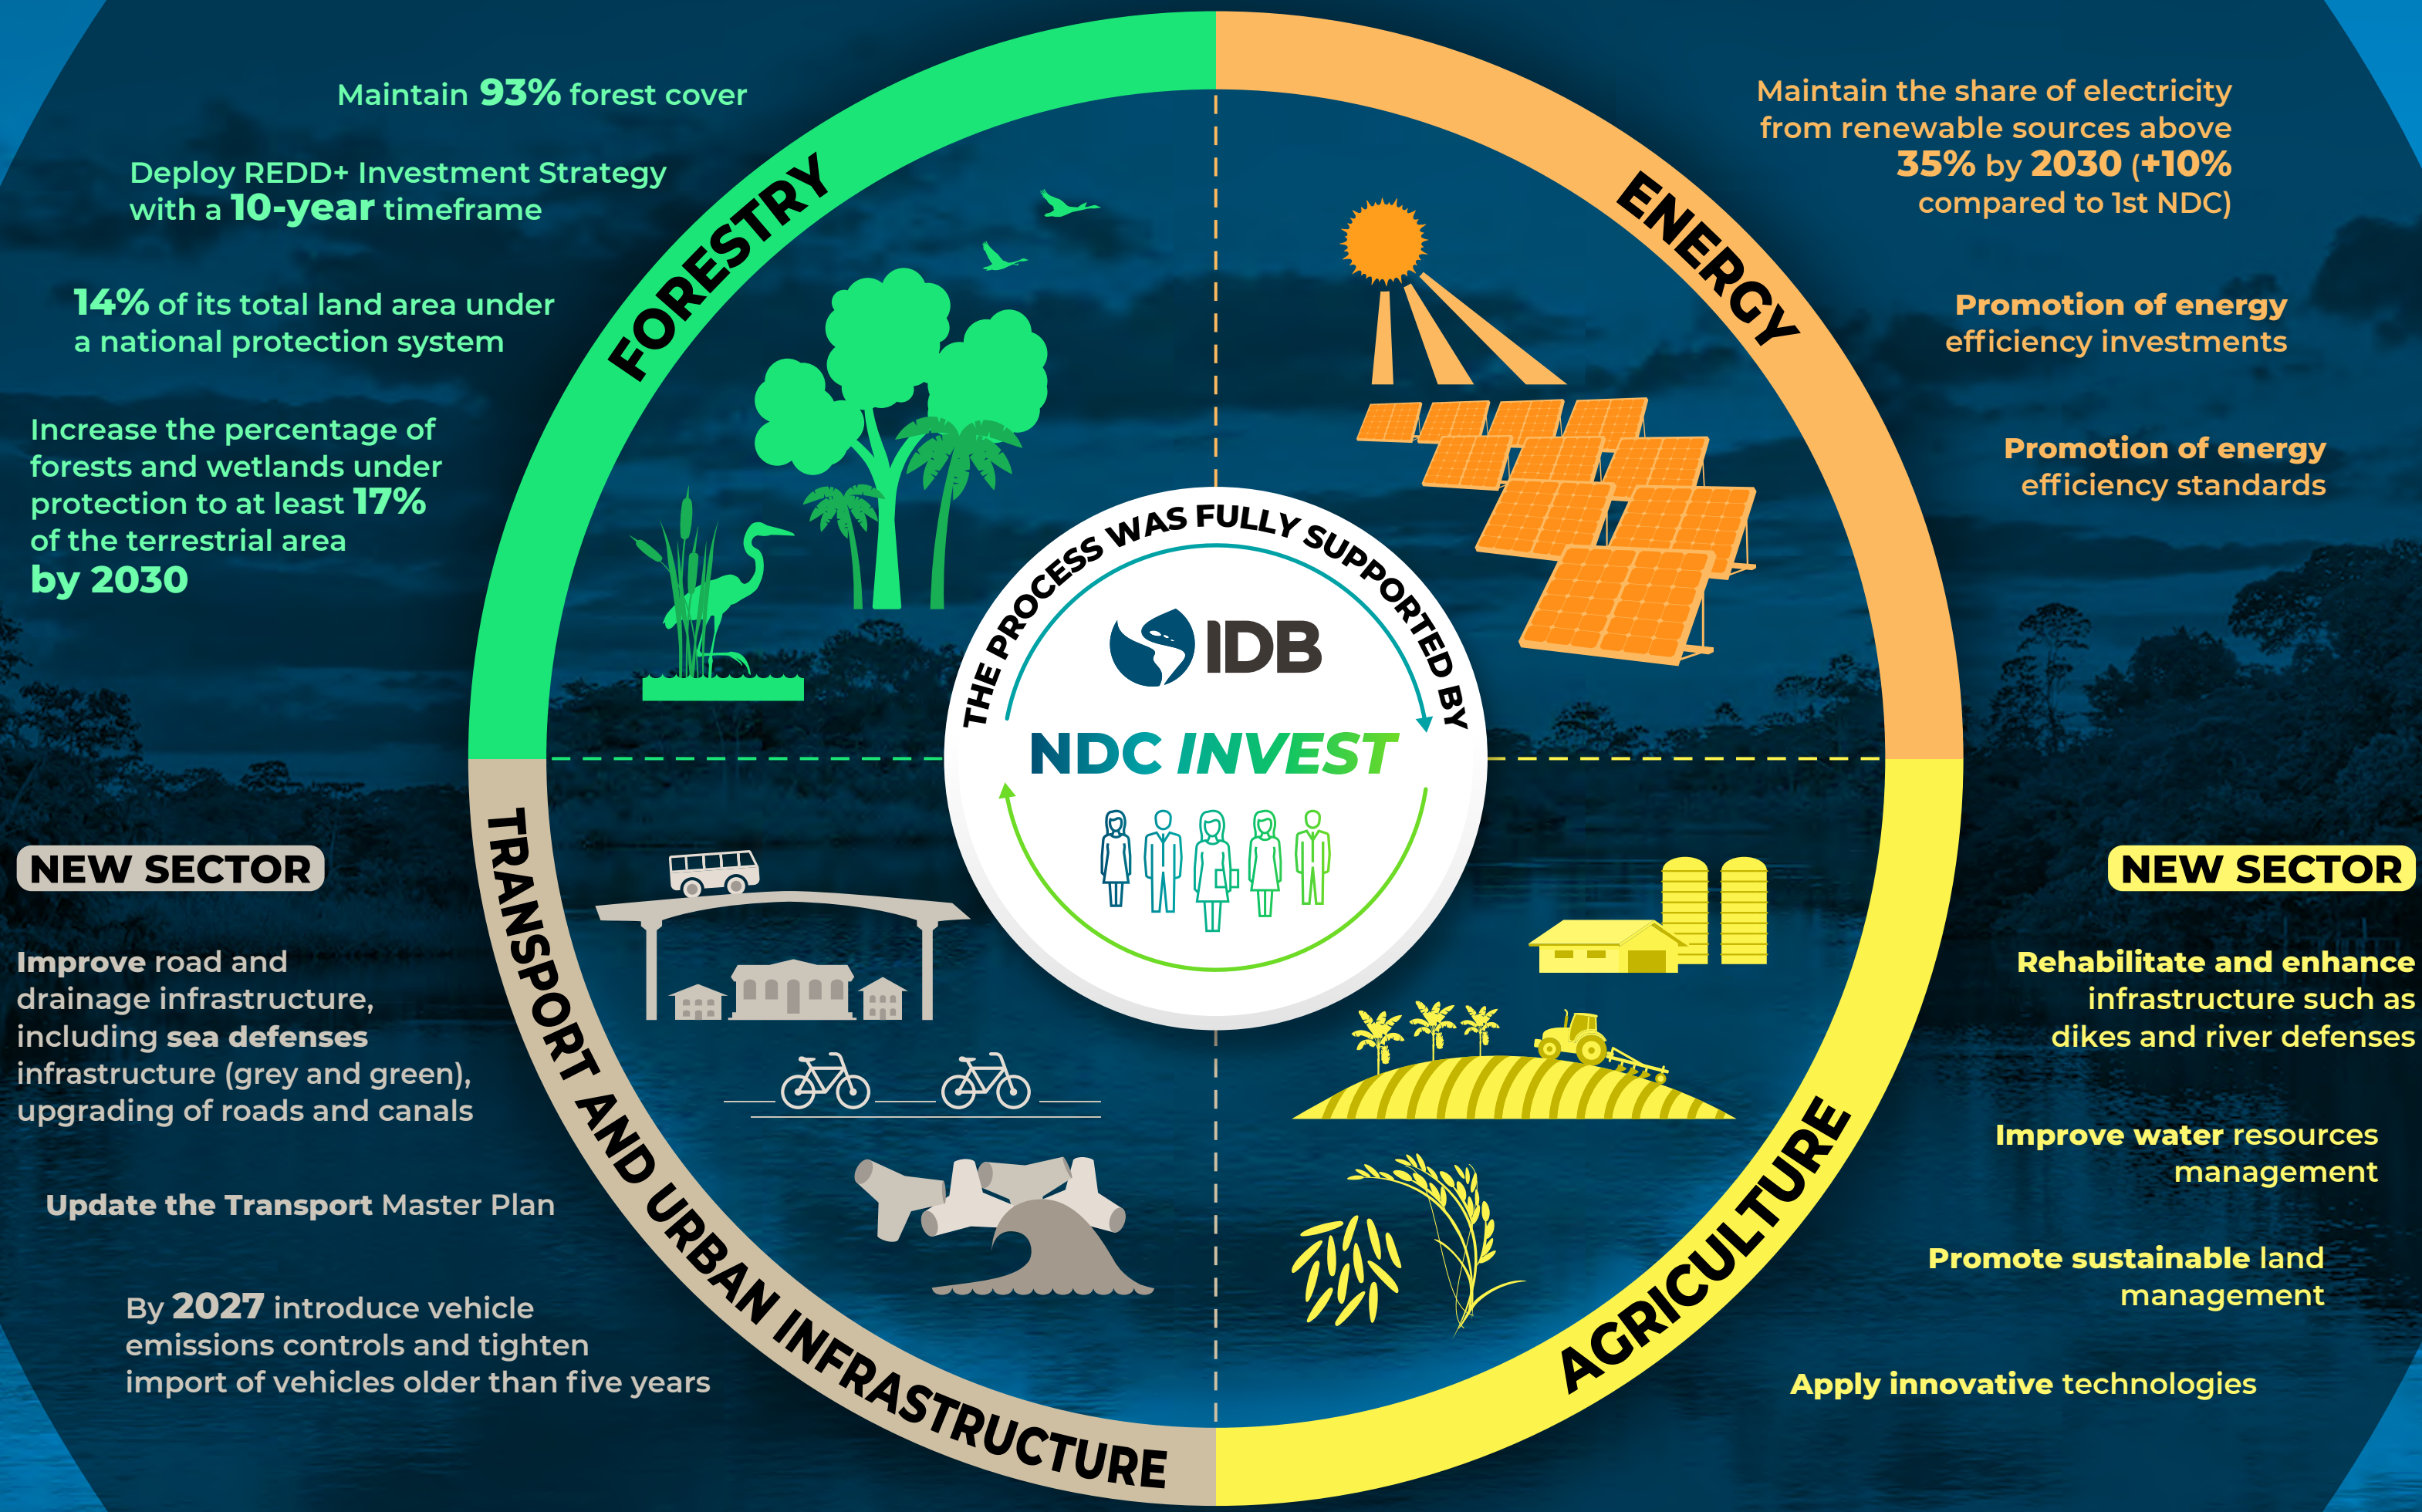 Maintain 93% forest cover
Deploy REDD+ Investment Strategy
with a 10-year timeframe
14% of its total land area under
a national protection system
Increase the percentage of
forests and wetlands under
protection to at least 17%
of the terrestrial area
by 2030
FORESTRY
ENERGY
Maintain the share of electricity
from renewable sources above
35% by 2030 (+10%
compared to 1st NDC)
Promotion of energy
efficiency investments
Promotion of energy
efficiency standards
THE PROCESS WAS FULLY SUPPORTED BY
IDB
NDC INVEST
NEW SECTOR
Improve road and
drainage infrastructure,
including sea defenses
infrastructure (grey and green),
upgrading of roads and canals
Update the Transport Master Plan
By 2027 introduce vehicle
emissions controls and tighten
import of vehicles older than five years
TRANSPORT AND URBAN INFRASTRUCTURE
AGRICULTURE
NEW SECTOR
Rehabilitate and enhance
infrastructure such as
dikes and river defenses
Improve water resources
management
Promote sustainable land
management
Apply innovative technologies